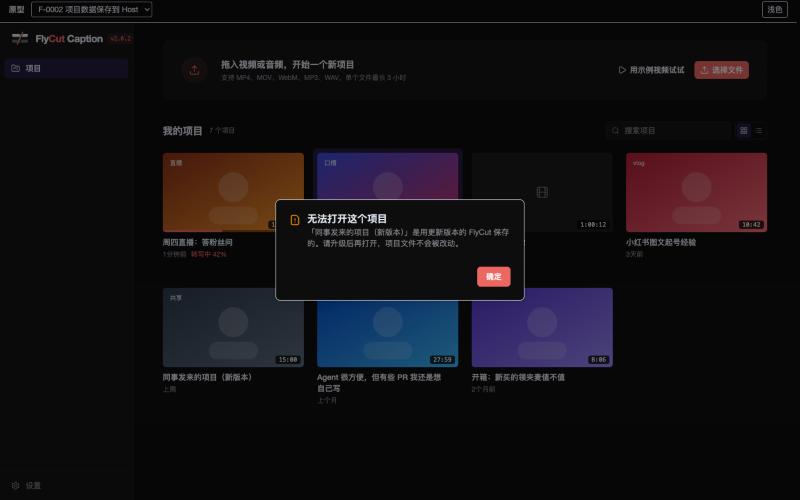 原型
F-0002 项目数据保存到 Host
浅色
FlyCut Caption
v2.0.2
项目
拖入视频或音频，开始一个新项目
支持 MP4、MOV、WebM、MP3、WAV，单个文件最长 3 小时
用示例视频试试
选择文件
我的项目
7 个项目
搜索项目
直播
口播
1:00:12
vlog
10:42
周四直播：答粉丝问
1分钟前 转写中 42%
小红书图文起号经验
3天前
无法打开这个项目
「同事发来的项目（新版本）」是用更新版本的 FlyCut 保存
的。请升级后再打开，项目文件不会被改动。
确定
共享
15:00
27:59
8:06
同事发来的项目（新版本）
上周
Agent 很方便，但有些 PR 我还是想
自己写
上个月
开箱：新买的领夹麦值不值
2个月前
设置